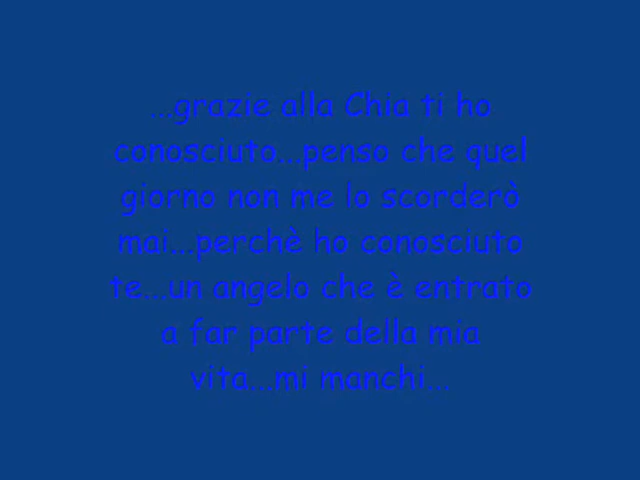 ...grazie alla Chia ti ho
conosciuto...penso che quel
giorno non me lo scorderò
mai...perchè ho conosciuto
te...un angelo che è entrato
a far parte della mia
vita...mi manchi...